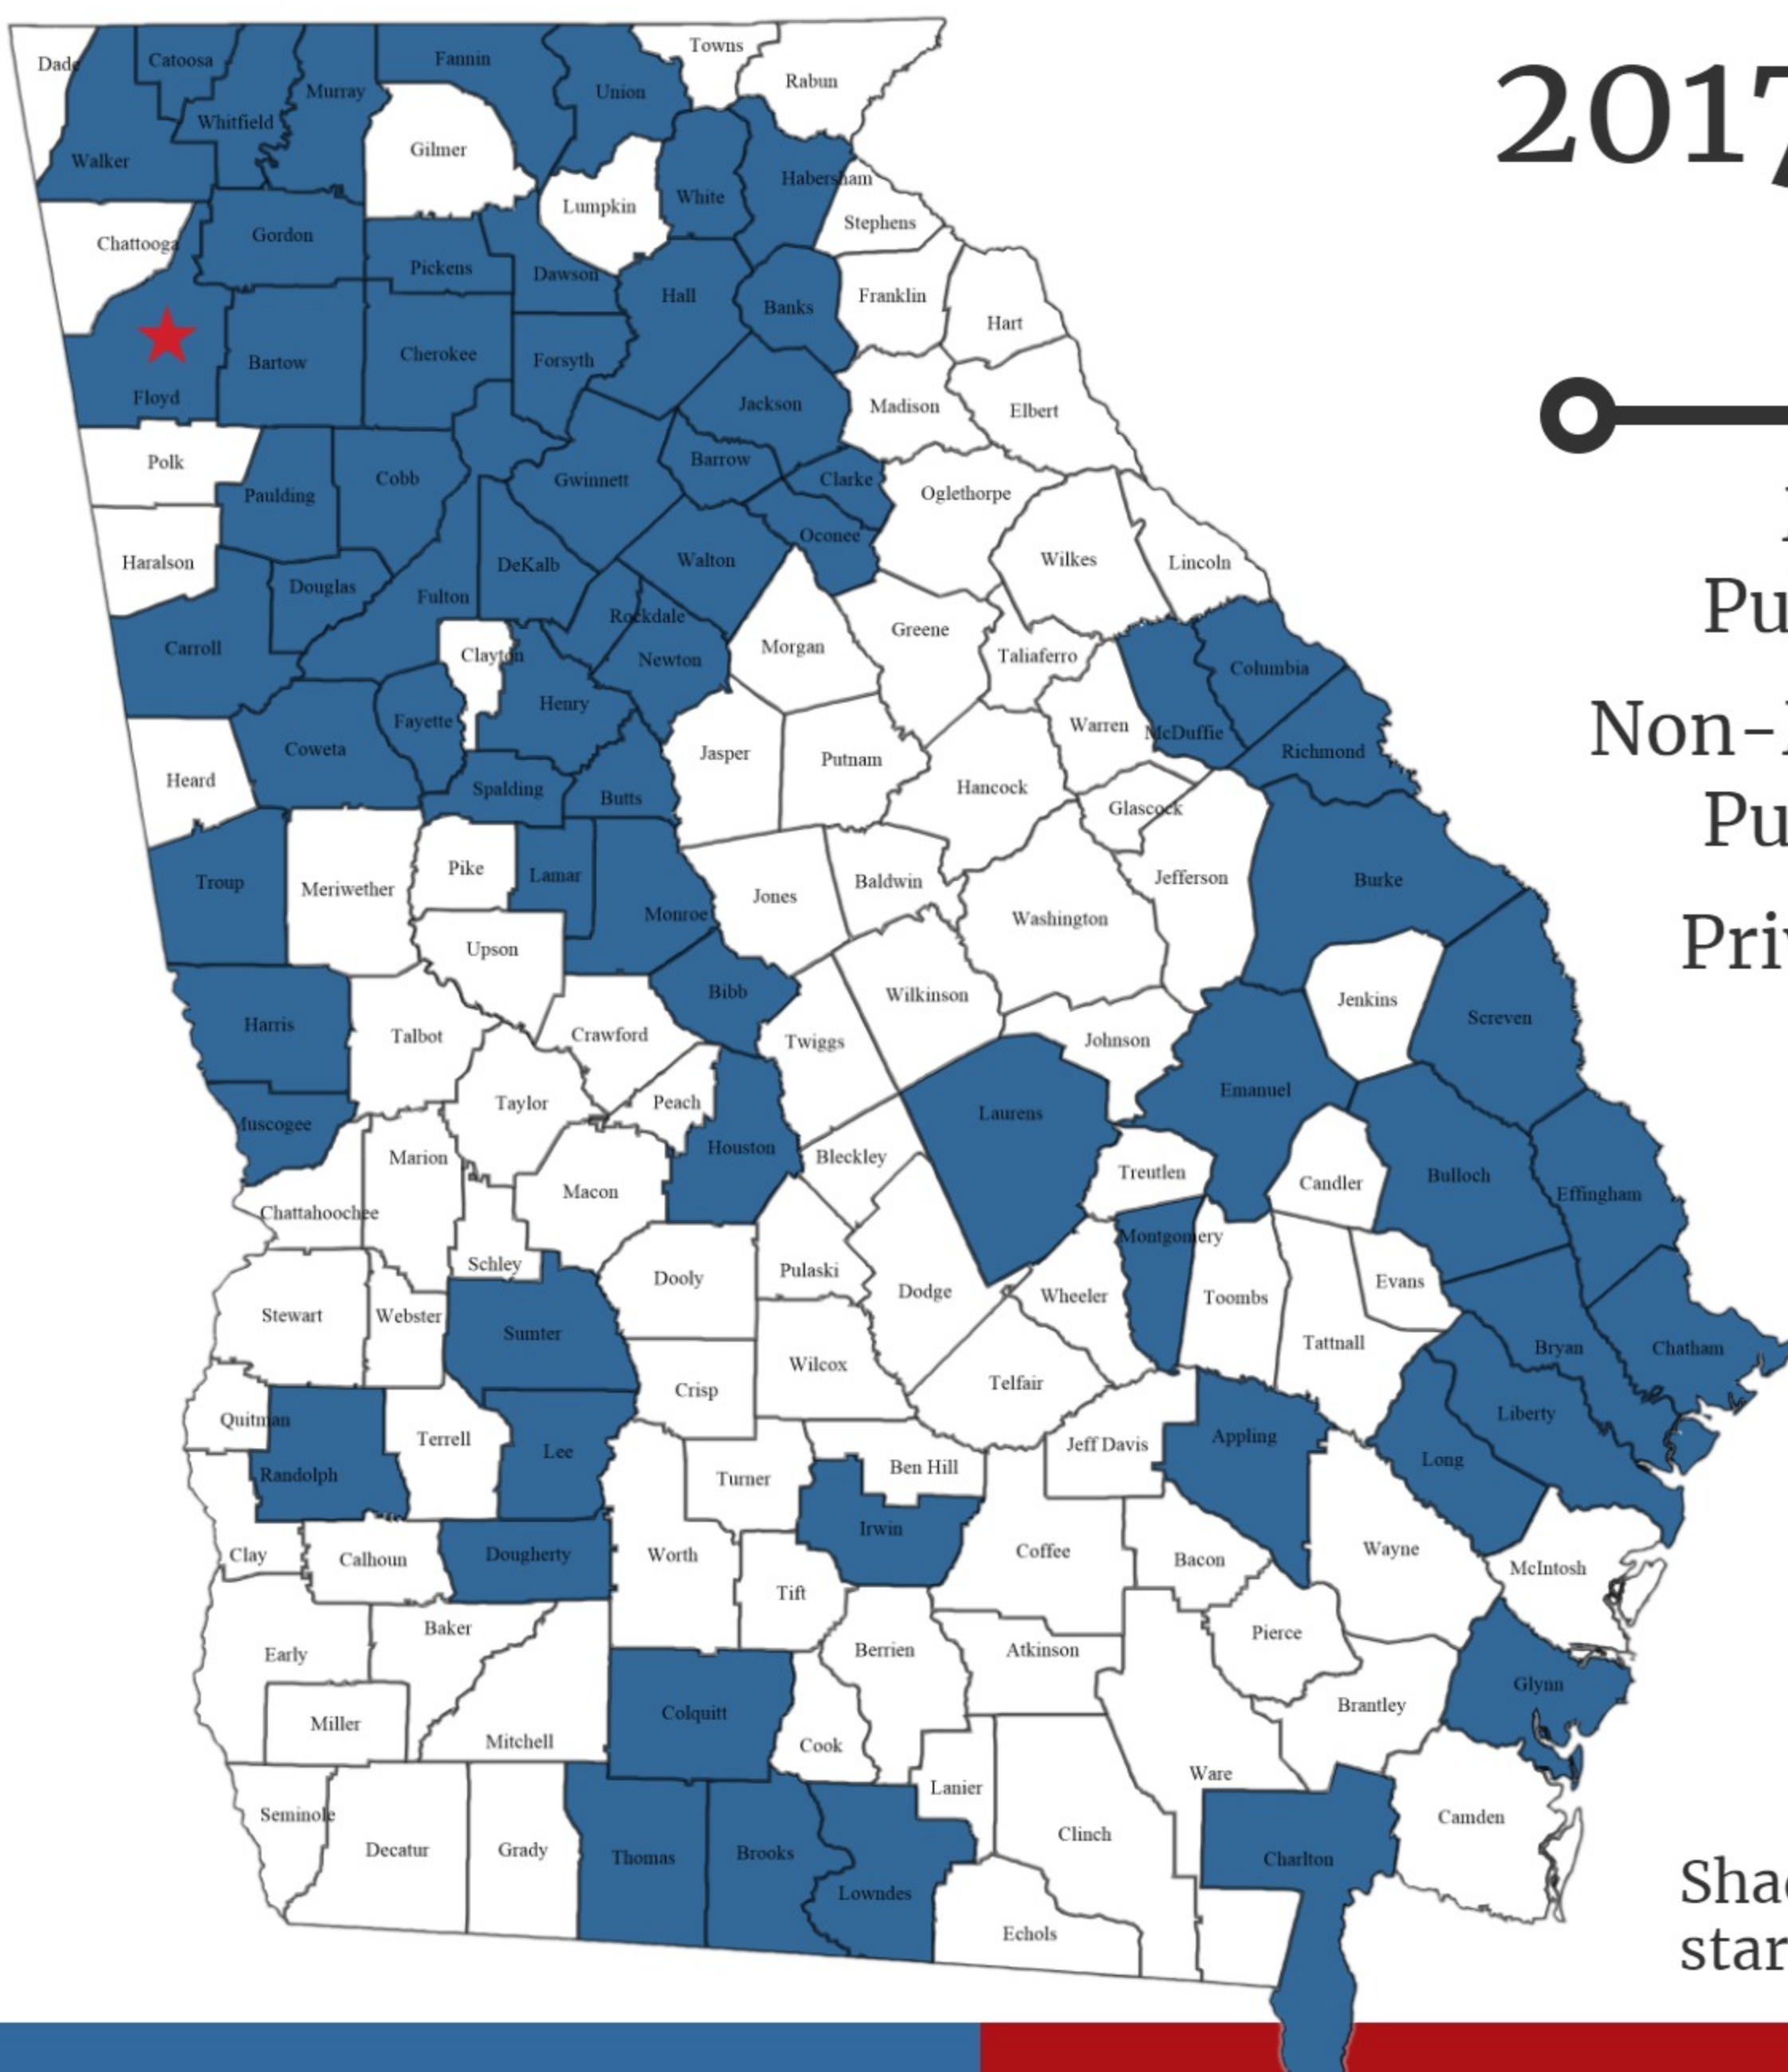 2017
Pu
Non-
Pu
Pri
Sha
star
Dade
Catoosa
Fannin
Towns
Rabun
Murray
Union
Whitfield
Walker
Gilmer
Habersham
White
Lumpkin
Stephens
Chattooga
Gordon
Pickens
Dawson
Hall
Banks
Franklin
Hart
Bartow
Cherokee
Forsyth
Floyd
Jackson
Madison
Elbert
Polk
Paulding
Cobb
Gwinnett
Barrow
Clarke
Oglethorpe
Haralson
Douglas
Fulton
DeKalb
Walton
Oconee
Wilkes
Lincoln
Carroll
Clayton
Rockdale
Newton
Morgan
Greene
Taliaferro
Columbia
Heard
Coweta
Fayette
Henry
Jasper
Putnam
Warren
McDuffie
Richmond
Spalding
Butts
Hancock
Glascock
Troup
Meriwether
Pike
Lamar
Monroe
Jones
Baldwin
Washington
Jefferson
Burke
Upson
Bibb
Wilkinson
Jenkins
Screven
Harris
Talbot
Crawford
Twiggs
Johnson
Muscogee
Taylor
Peach
Houston
Laurens
Emanuel
Marion
Macon
Bleckley
Treutlen
Candler
Bulloch
Effingham
Chattahoochee
Schley
Dooly
Pulaski
Dodge
Wheeler
Montgomery
Toombs
Evans
Stewart
Webster
Sumter
Wilcox
Telfair
Tattnall
Bryan
Chatham
Quitman
Randolph
Terrell
Lee
Crisp
Turner
Ben Hill
Jeff Davis
Appling
Long
Liberty
Clay
Calhoun
Dougherty
Worth
Tift
Irwin
Coffee
Bacon
Wayne
McIntosh
Early
Baker
Miller
Mitchell
Colquitt
Cook
Berrien
Atkinson
Pierce
Brantley
Glynn
Seminole
Decatur
Grady
Thomas
Brooks
Lowndes
Lanier
Clinch
Ware
Echols
Charlton
Camden